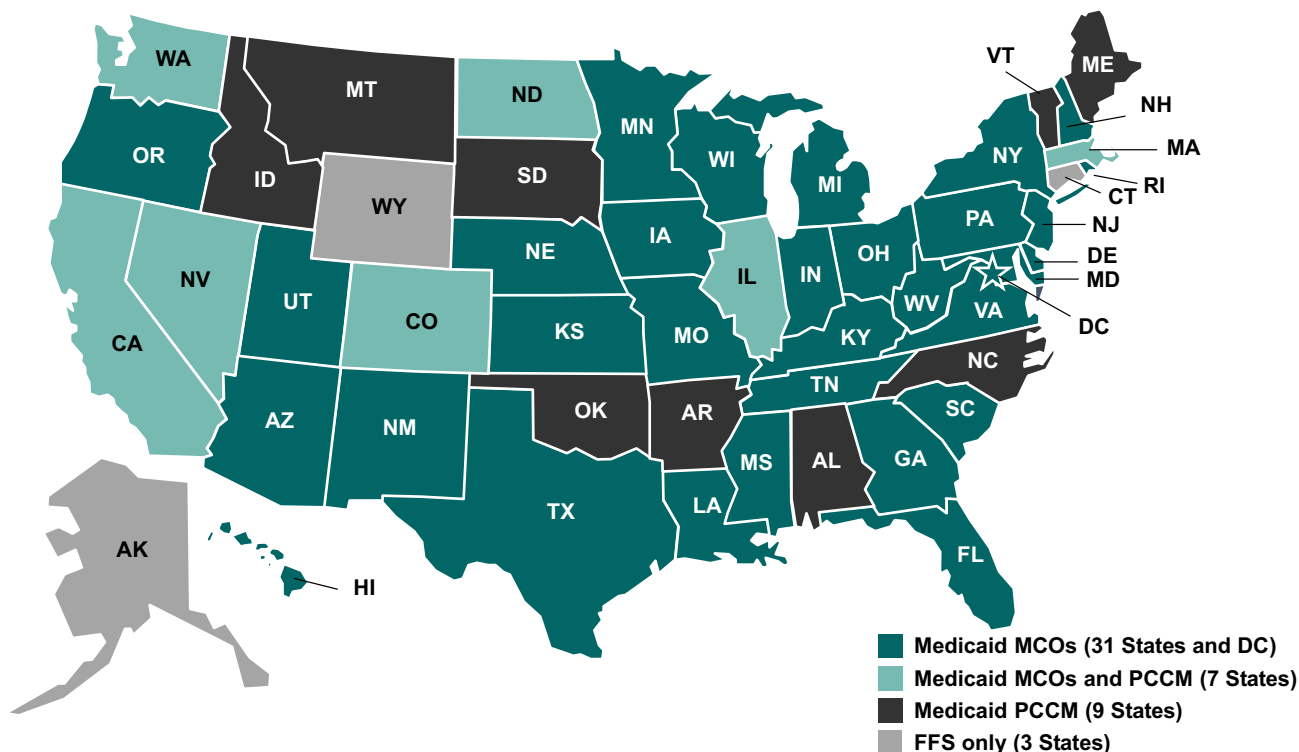 WA
MT
ND
VT
ME
NH
MN
OR
NY
MA
WI
ID
SD
MI
RI
WY
CT
PA
NJ
IA
NE
OH
DE
NV
IL
IN
MD
UT
WV
VA
CO
DC
KS
MO
KY
CA
NC
TN
OK
AR
SC
AZ
NM
MS
AL
GA
LA
TX
AK
FL
HI
Medicaid MCOs (31 States and DC)
Medicaid MCOs and PCCM (7 States)
Medicaid PCCM (9 States)
FFS only (3 States)